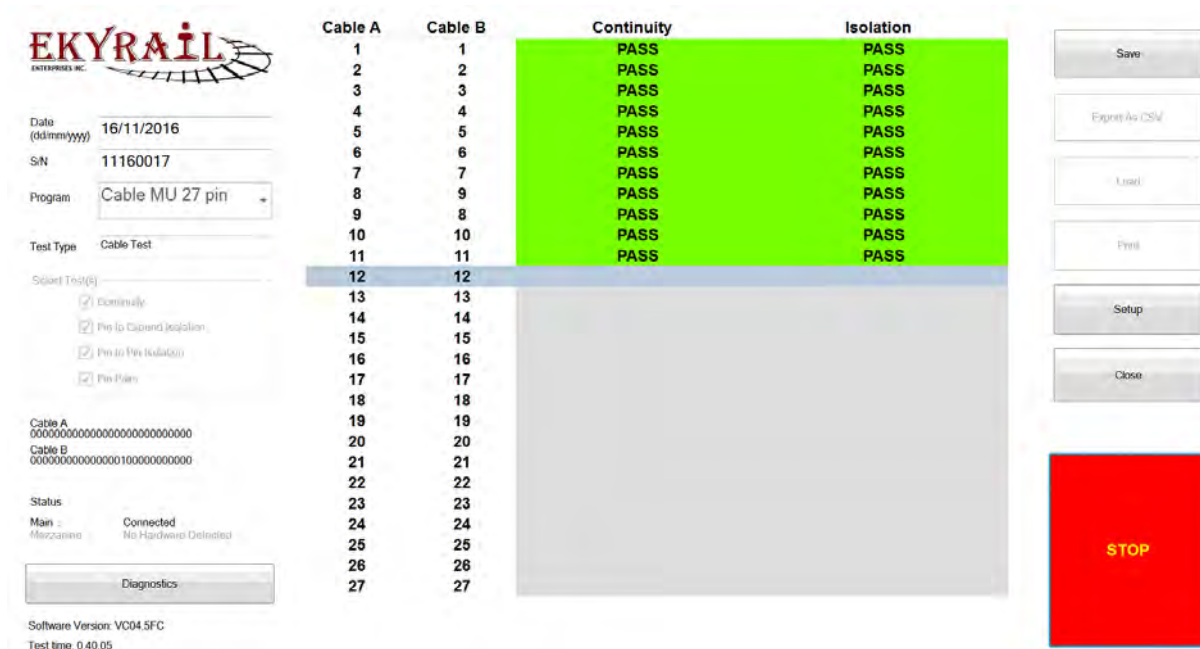 EKYRAIL
ENTERPRISES INC.
Date
(dd/mm/yyyy) 16/11/2016
S/N 11160017
Program Cable MU 27 pin
Test Type Cable Test
Select Test(s)
Continuity
Pin to Ground Isolation
Pin to Pin Isolation
Pin Pairs
Cable A
Cable B
Status
Main : Connected
Mezzanine No Hardware Detected
Diagnostics
Software Version: VC04.5FC
Test time: 0.40.05
Cable A Cable B Continuity Isolation
1 1 PASS PASS
2 2 PASS PASS
3 3 PASS PASS
4 4 PASS PASS
5 5 PASS PASS
6 6 PASS PASS
7 7 PASS PASS
8 9 PASS PASS
9 8 PASS PASS
10 10 PASS PASS
11 11 PASS PASS
12 12
13 13
14 14
15 15
16 16
17 17
18 18
19 19
20 20
21 21
22 22
23 23
24 24
25 25
26 26
27 27
Save
Export As CSV
Load
Print
Setup
Close
STOP